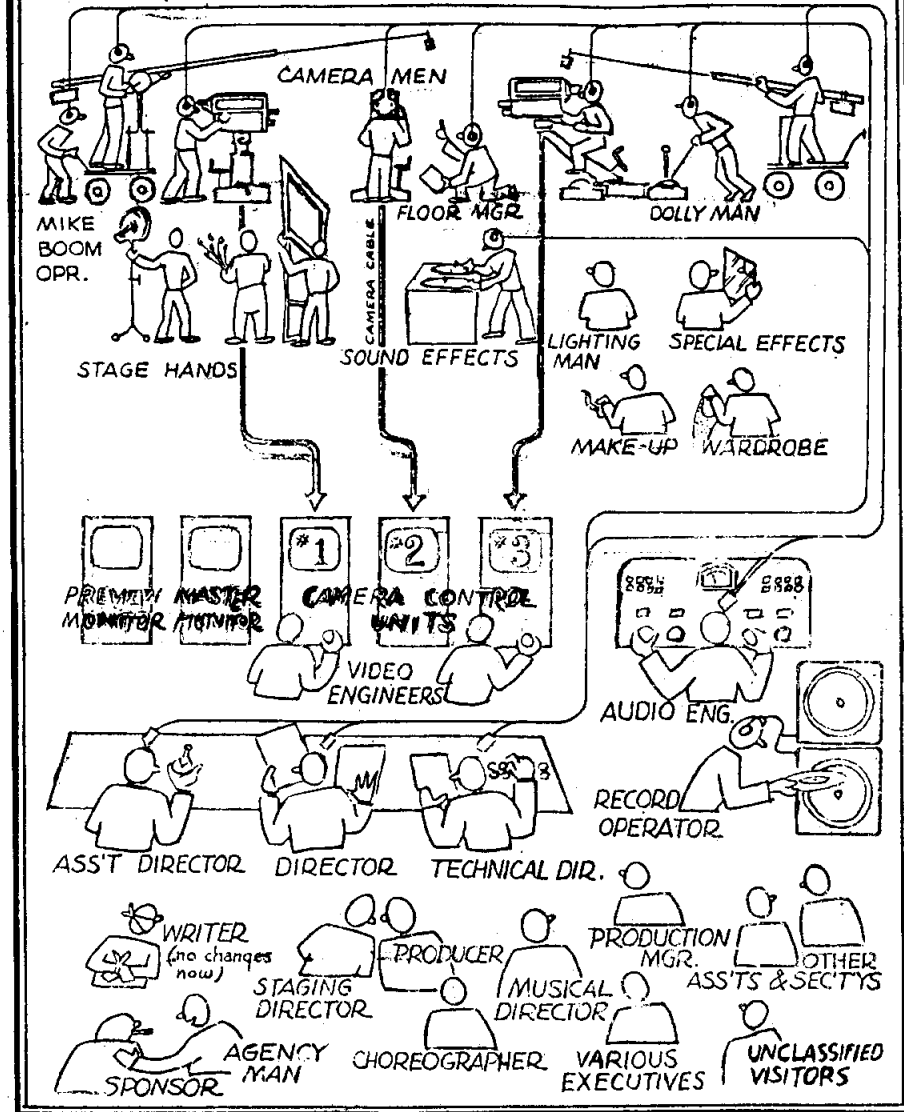 CAMERA MEN
MIKE
BOOM
OPR.
FLOOR MGR
DOLLY MAN
CAMERA CABLE
STAGE HANDS
SOUND EFFECTS
LIGHTING
MAN
SPECIAL EFFECTS
MAKE-UP
WARDROBE
#1
#2
#3
PREVIEW
MONITOR
MASTER
MONITOR
CAMERA CONTROL
UNITS
VIDEO
ENGINEERS
AUDIO ENG.
RECORD
OPERATOR
ASS'T DIRECTOR
DIRECTOR
TECHNICAL DIR.
WRITER
(no changes
now)
STAGING
DIRECTOR
PRODUCER
MUSICAL
DIRECTOR
PRODUCTION
MGR.
OTHER
ASS'TS & SEC'TYS
SPONSOR
AGENCY
MAN
CHOREOGRAPHER
VARIOUS
EXECUTIVES
UNCLASSIFIED
VISITORS